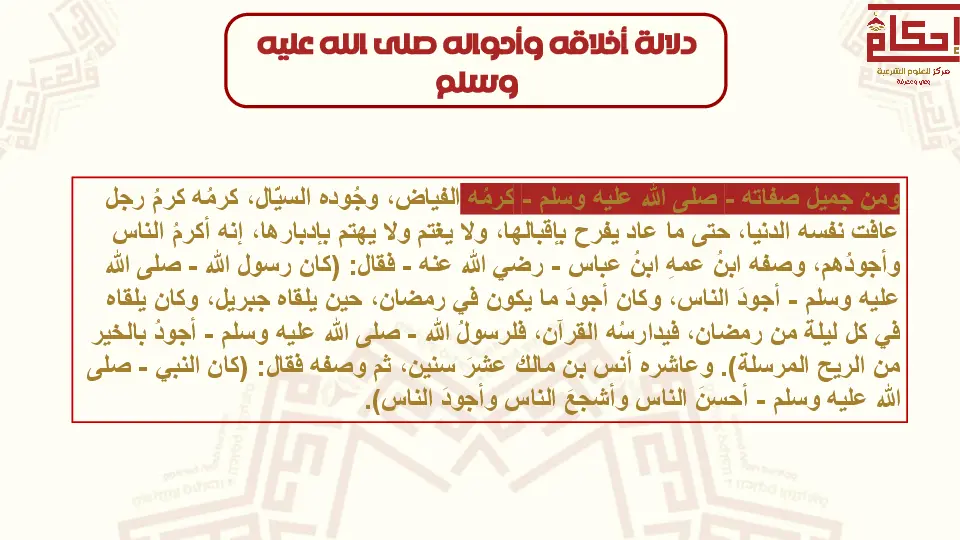 دلالة أخلاقه وأحواله صلى الله عليه
وسلم
إحكام
مركز للعلوم الشرعية
وعي ومعرفة
ومن جميل صفاته - صلى الله عليه وسلم - كرمُه الفياض، وجُوده السيّال، كرمُه كرمُ رجل
عافت نفسه الدنيا، حتى ما عاد يفرح بإقبالها، ولا يغتم ولا يهتم بإدبارها، إنه أكرمُ الناس
وأجودُهم، وصفه ابنُ عمهِ ابنُ عباس - رضي الله عنه - فقال: (كان رسول الله - صلى الله
عليه وسلم - أجودَ الناس، وكان أجودَ ما يكون في رمضان، حين يلقاه جبريل، وكان يلقاه
في كل ليلة من رمضان، فيدارسُه القرآن، فلرسولُ الله - صلى الله عليه وسلم - أجودُ بالخير
من الريح المرسلة). وعاشره أنس بن مالك عشرَ سنين، ثم وصفه فقال: (كان النبي - صلى
الله عليه وسلم - أحسنَ الناس وأشجعَ الناس وأجودَ الناس).